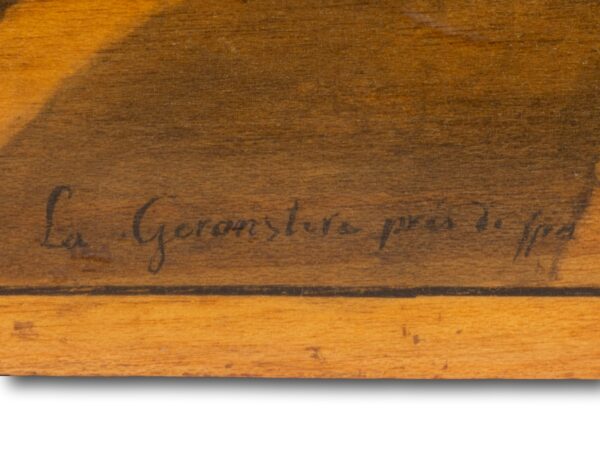 La Geronstere près de spa